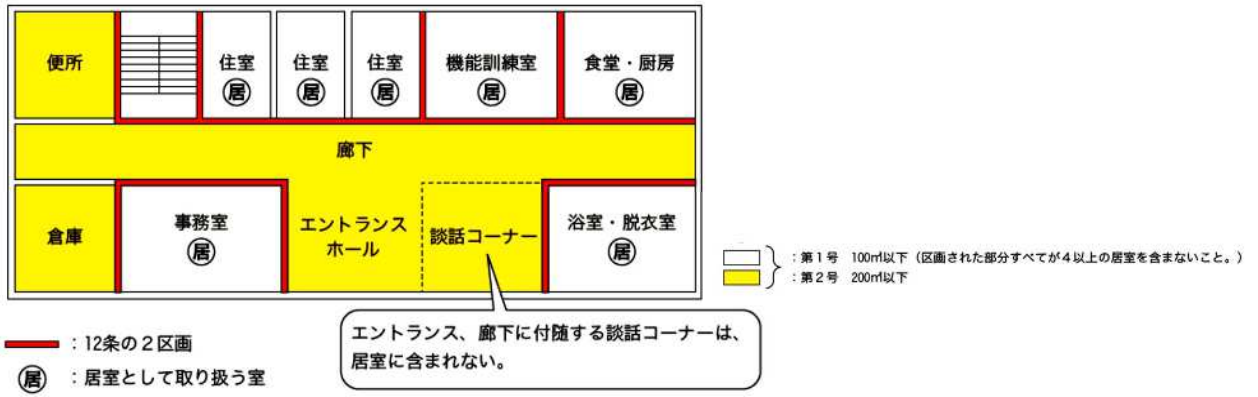 便所
住室
居
住室
居
住室
居
機能訓練室
居
食堂・厨房
居
廊下
倉庫
事務室
居
エントランス
ホール
談話コーナー
浴室・脱衣室
居
：第1号 100㎡以下（区画された部分すべてが４以上の居室を含まないこと。）
：第2号 200㎡以下
エントランス、廊下に付随する談話コーナーは、
居室に含まれない。
：12条の２区画
居 ：居室として取り扱う室